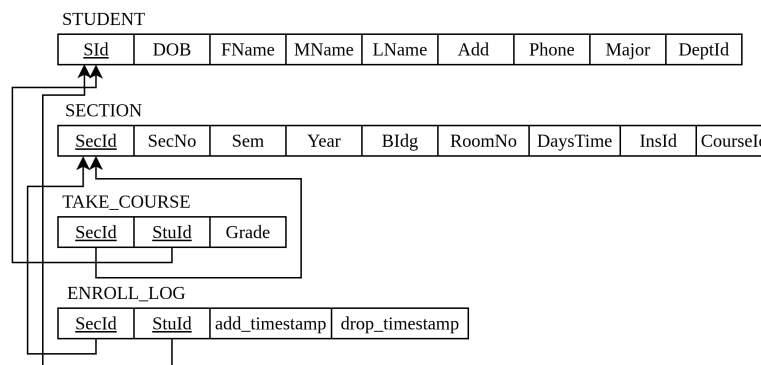 STUDENT
SId DOB FName MName LName Add Phone Major DeptId
SECTION
SecId SecNo Sem Year BIdg RoomNo DaysTime InsId CourseId
TAKE_COURSE
SecId StuId Grade
ENROLL_LOG
SecId StuId add_timestamp drop_timestamp